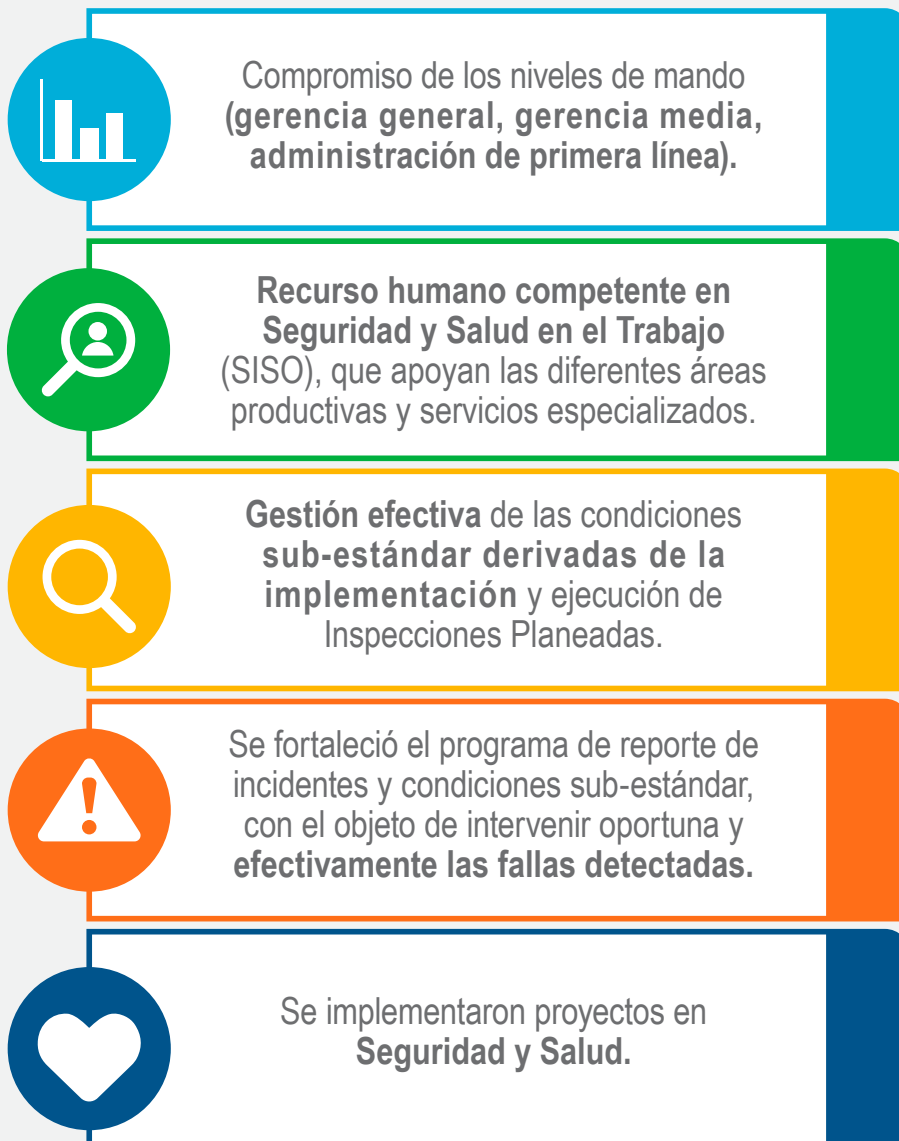 Compromiso de los niveles de mando
(gerencia general, gerencia media,
administración de primera línea).
Recurso humano competente en
Seguridad y Salud en el Trabajo
(SISO), que apoyan las diferentes áreas
productivas y servicios especializados.
Gestión efectiva de las condiciones
sub-estándar derivadas de la
implementación y ejecución de
Inspecciones Planeadas.
Se fortaleció el programa de reporte de
incidentes y condiciones sub-estándar,
con el objeto de intervenir oportuna y
efectivamente las fallas detectadas.
Se implementaron proyectos en
Seguridad y Salud.